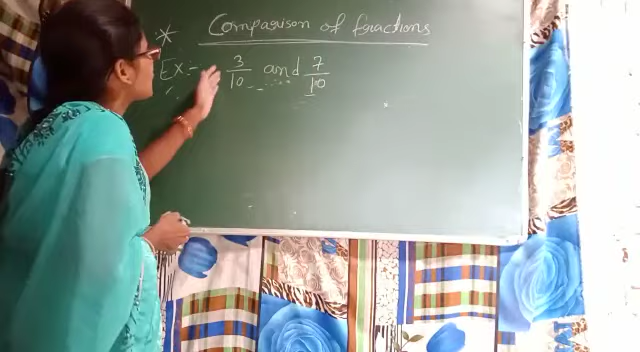 * Comparison of fractions
Ex:- 3/10 and 7/10